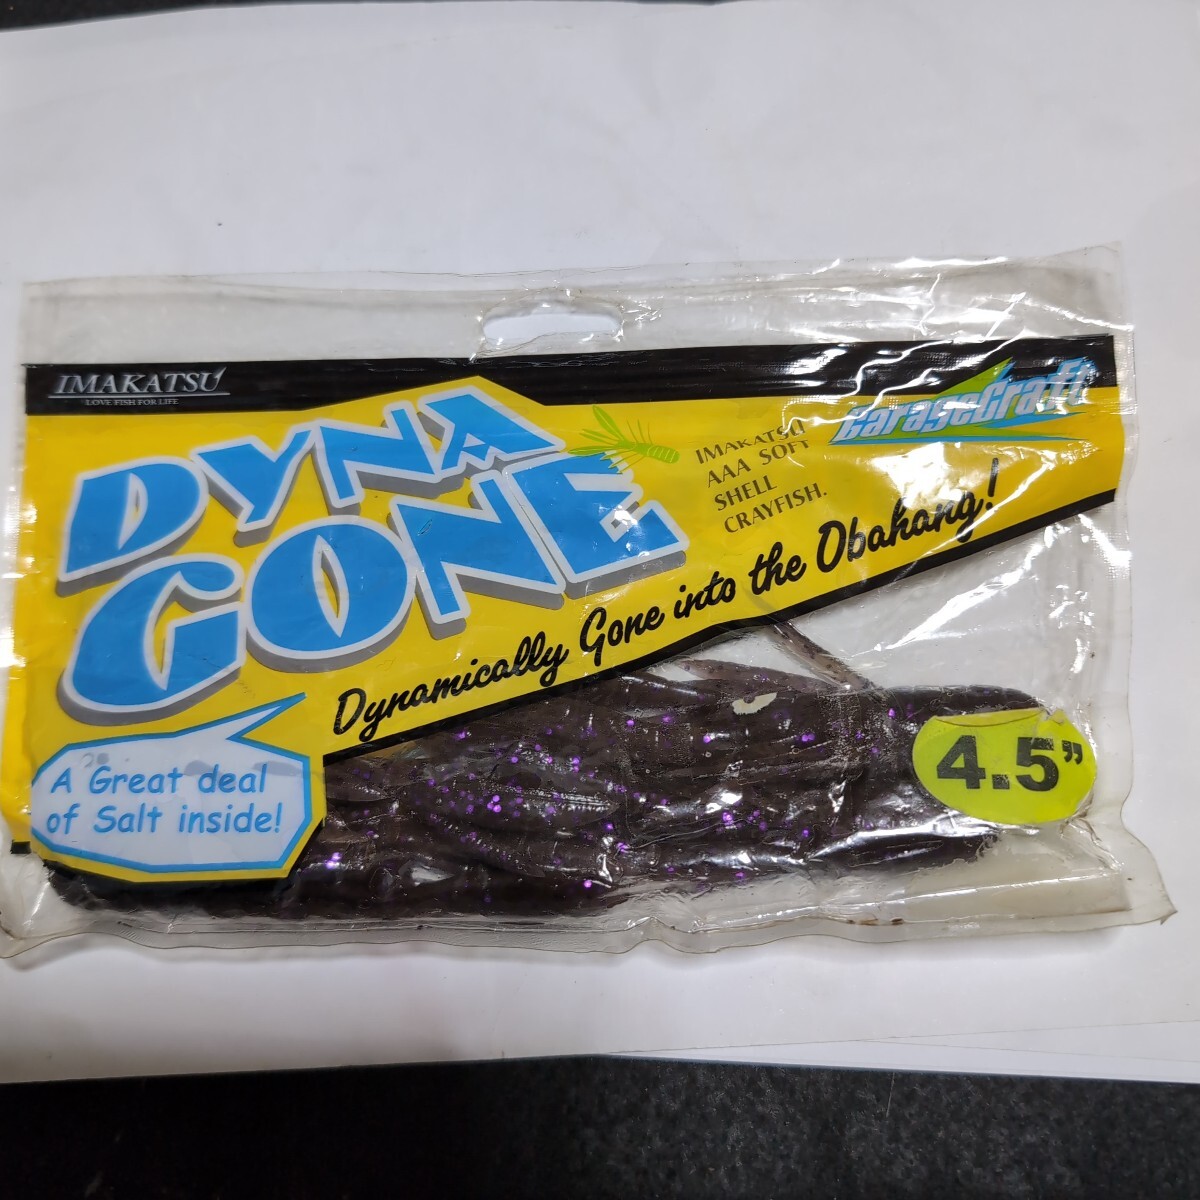 IMAKATSU
LOVE FISH FOR LIFE
GarageCraft
DYNA
GONE
IMAKATSU
AAA SOFT
SHELL
CRAYFISH.
Dynamically Gone into the Obahang!
A Great deal
of Salt inside!
4.5"